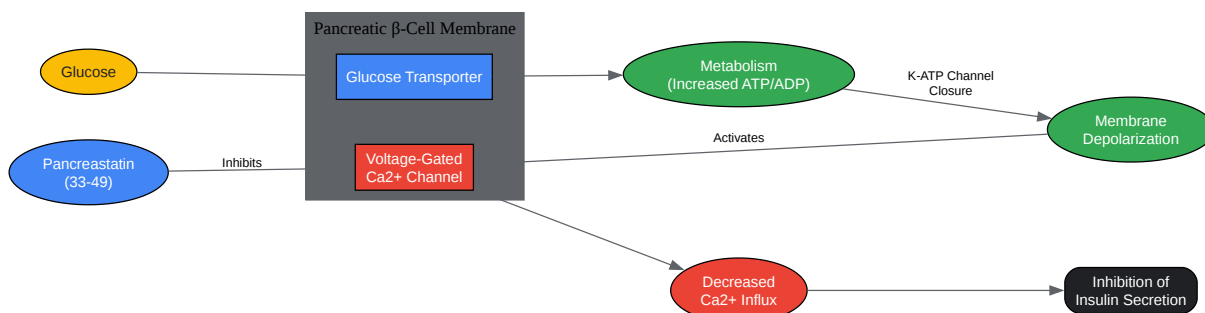 Pancreatic β-Cell Membrane
Glucose
Glucose Transporter
Metabolism
(Increased ATP/ADP)
K-ATP Channel
Closure
Membrane
Depolarization
Activates
Pancreastatin
(33-49)
Inhibits
Voltage-Gated
Ca2+ Channel
Decreased
Ca2+ Influx
Inhibition of
Insulin Secretion